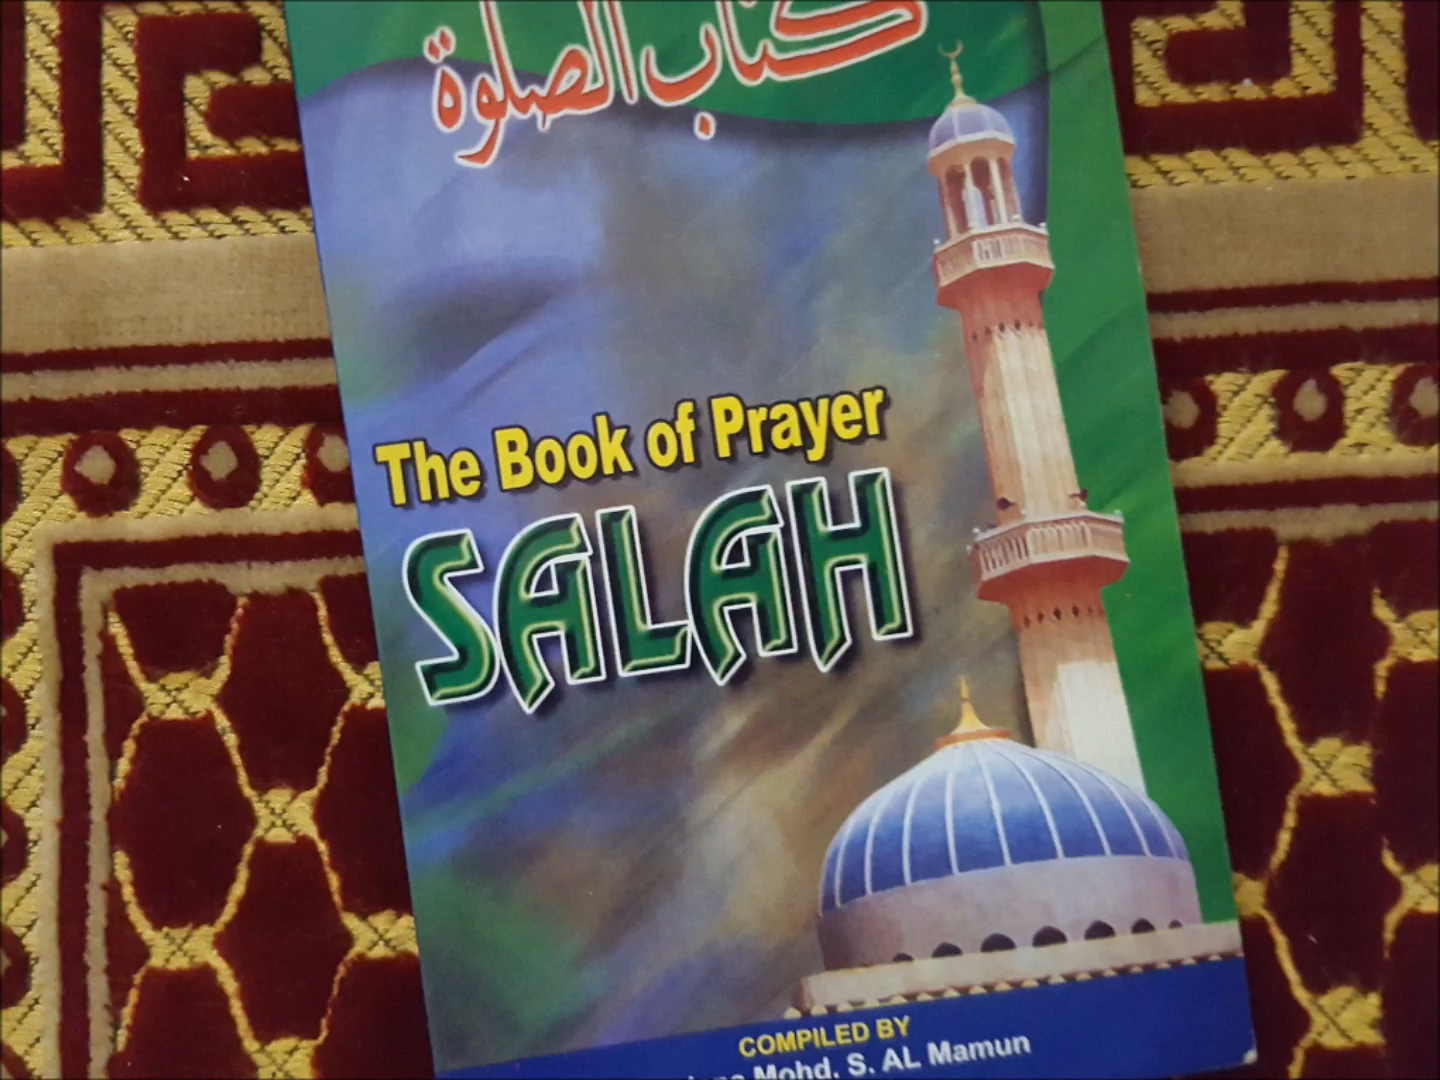 كتاب الصلوة
The Book of Prayer
SALAH
COMPILED BY
Mohd. S. AL Mamun